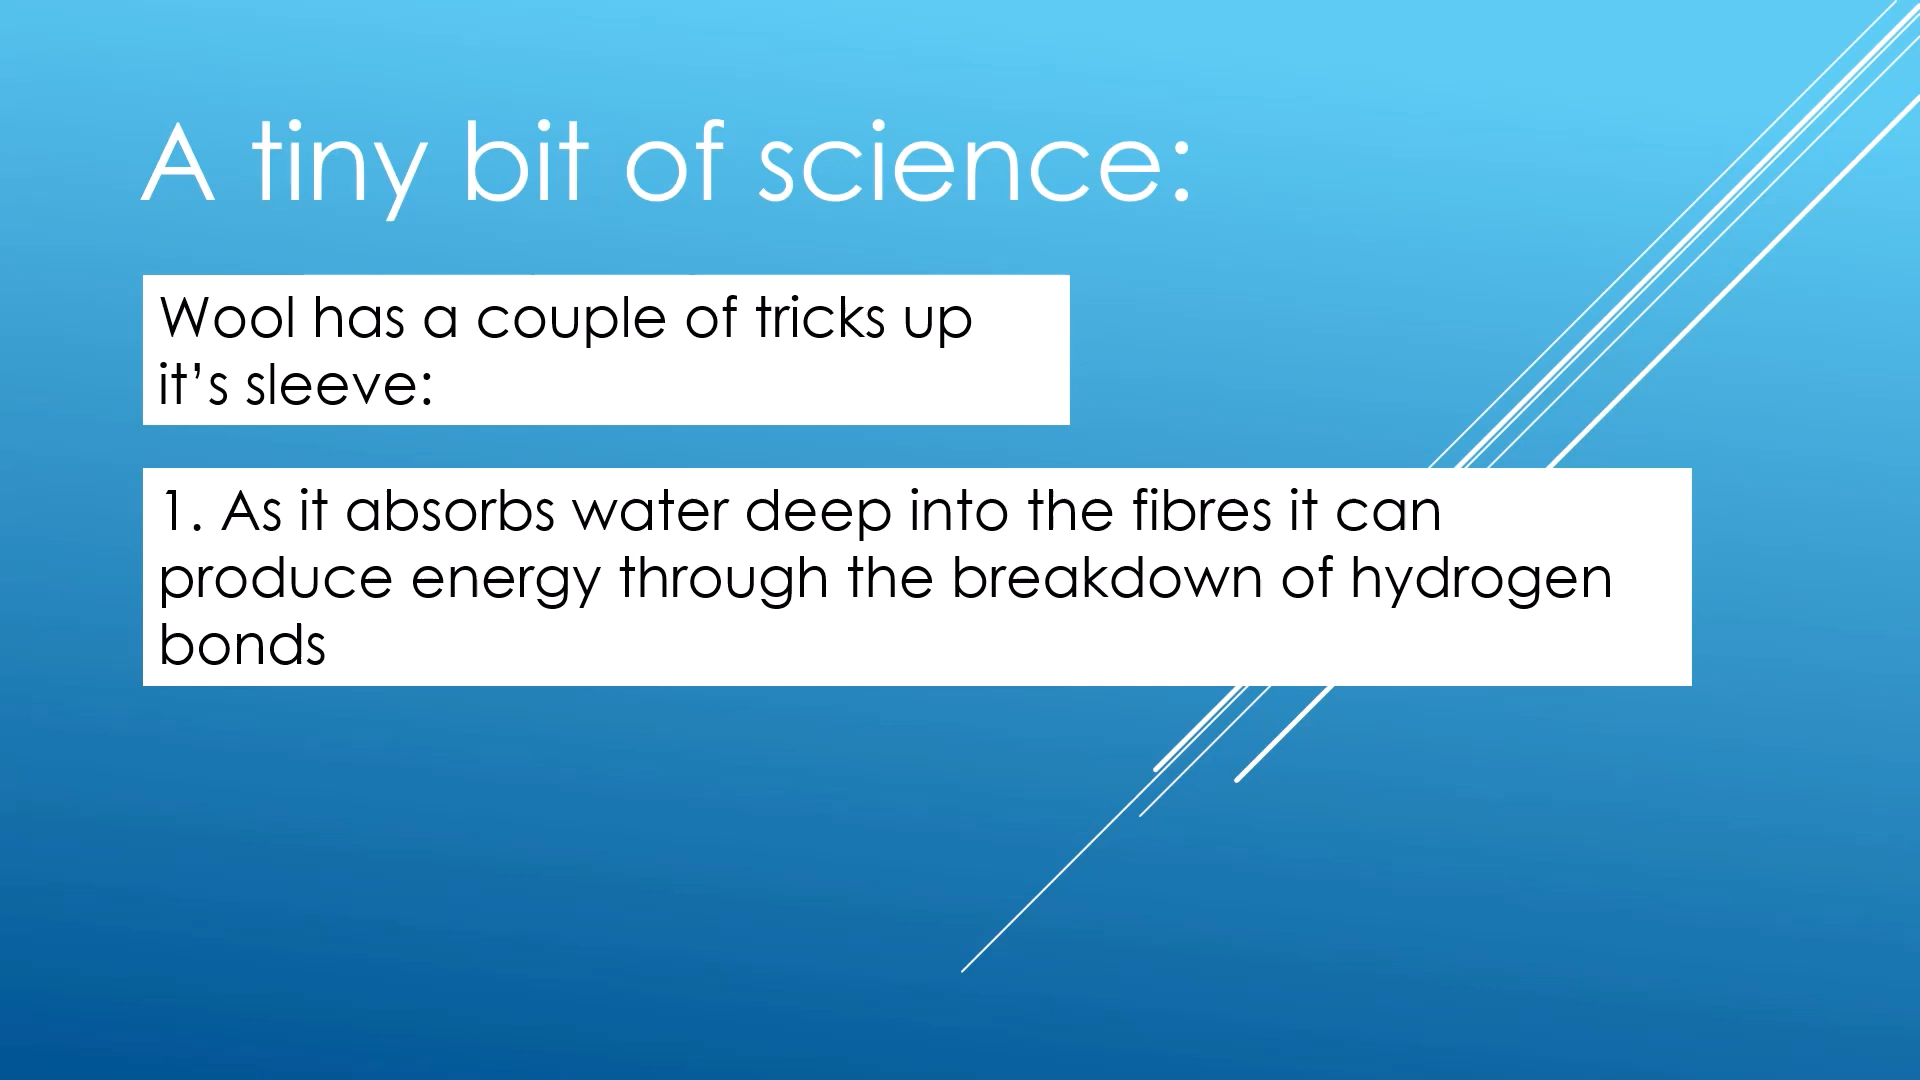 A tiny bit of science:
Wool has a couple of tricks up
it’s sleeve:
1. As it absorbs water deep into the fibres it can
produce energy through the breakdown of hydrogen
bonds